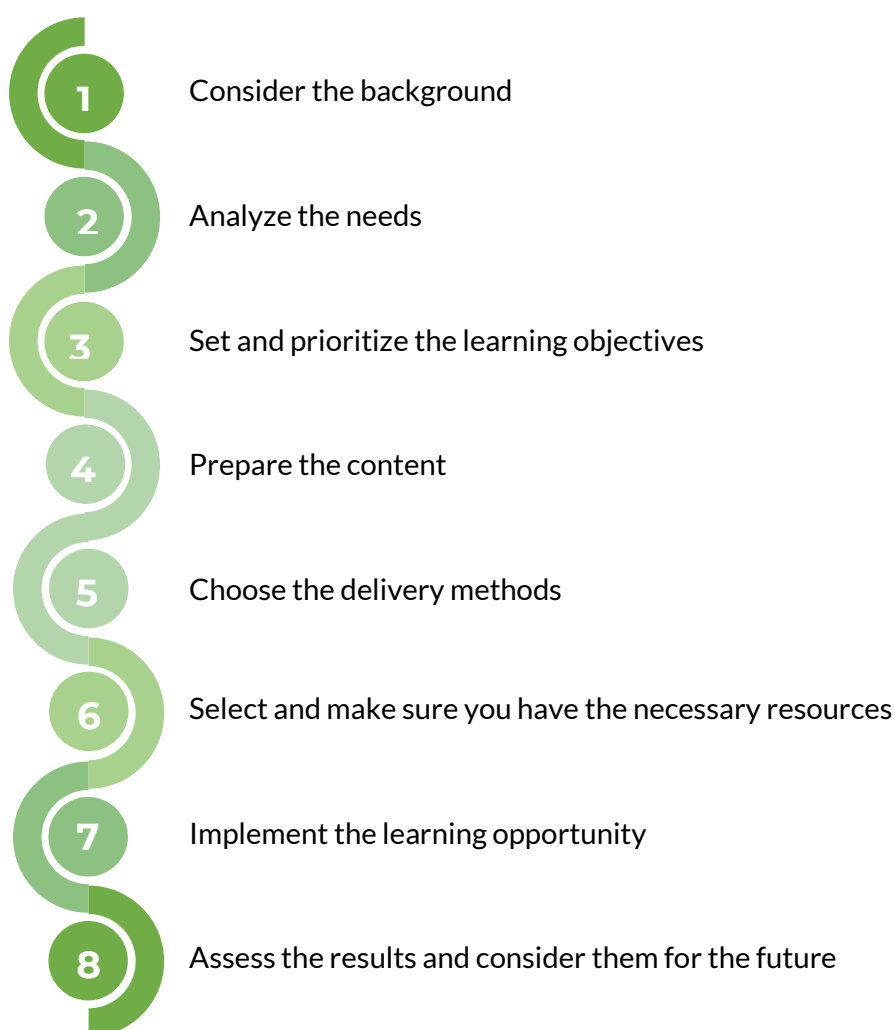 1 Consider the background
2 Analyze the needs
3 Set and prioritize the learning objectives
4 Prepare the content
5 Choose the delivery methods
6 Select and make sure you have the necessary resources
7 Implement the learning opportunity
8 Assess the results and consider them for the future